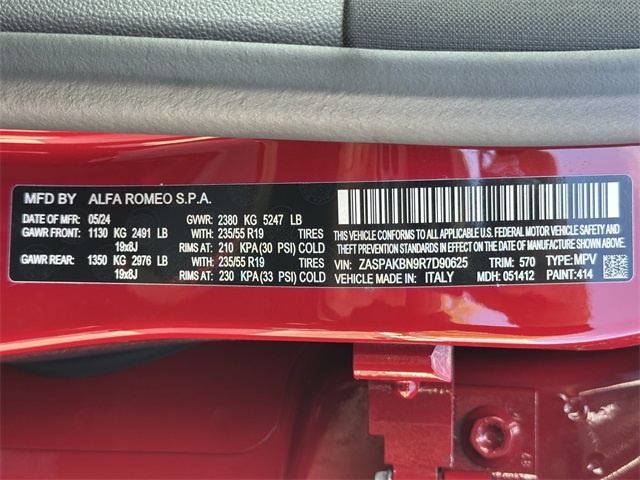 MFD BY ALFA ROMEO S.P.A.
DATE OF MFR 05/24 GVWR: 2380 KG 5247 LB
GAWR FRONT: 1130 KG 2491 LB WITH: 235/55 R19 TIRES
19x8J RIMS AT: 210 KPA (30 PSI) COLD
GAWR REAR: 1350 KG 2976 LB WITH: 235/55 R19 TIRES
19x8J RIMS AT: 230 KPA (33 PSI) COLD
THIS VEHICLE CONFORMS TO ALL APPLICABLE U.S. FEDERAL MOTOR VEHICLE
SAFETY, BUMPER, AND THEFT PREVENTION STANDARDS IN EFFECT
ON THE DATE OF MANUFACTURE SHOWN ABOVE.
VIN: ZASPAKBN9R7D90625 TRIM: 570 TYPE: MPV
VEHICLE MADE IN: ITALY MDH: 051412 PAINT: 414